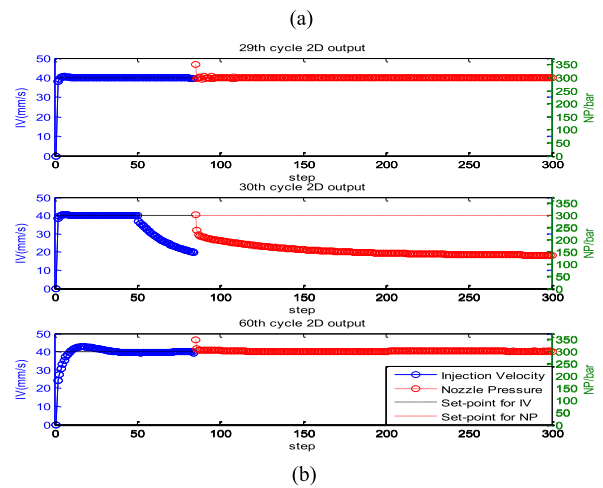 (a)
29th cycle 2D output
50
40
30
20
10
0
IV(mm/s)
350
300
250
200
150
100
50
0
NP/bar
0 50 100 150 200 250 300
step
30th cycle 2D output
50
40
30
20
10
0
IV(mm/s)
350
300
250
200
150
100
50
0
NP/bar
0 50 100 150 200 250 300
step
60th cycle 2D output
50
40
30
20
10
0
IV(mm/s)
350
300
250
200
150
100
50
0
NP/bar
Injection Velocity
Nozzle Pressure
Set-point for IV
Set-point for NP
0 50 100 150 200 250 300
step
(b)